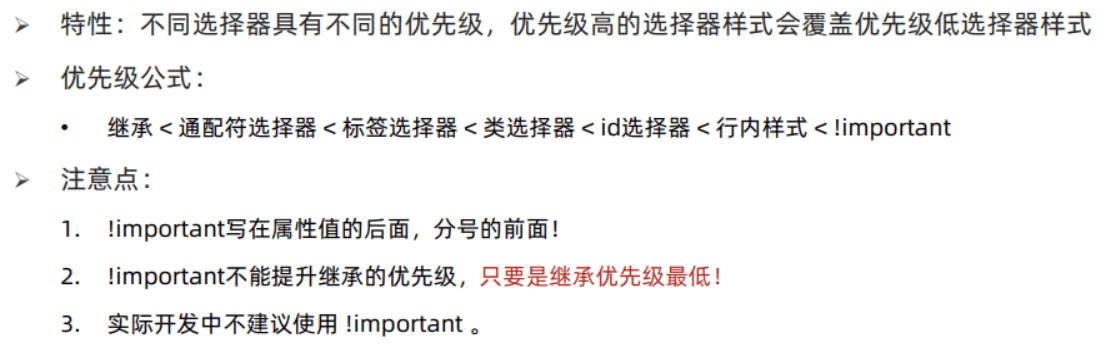 ➢ 特性：不同选择器具有不同的优先级，优先级高的选择器样式会覆盖优先级低选择器样式
➢ 优先级公式：
• 继承 < 通配符选择器 < 标签选择器 < 类选择器 < id选择器 < 行内样式 < !important
➢ 注意点：
1. !important写在属性值的后面，分号的前面！
2. !important不能提升继承的优先级，只要是继承优先级最低！
3. 实际开发中不建议使用 !important 。